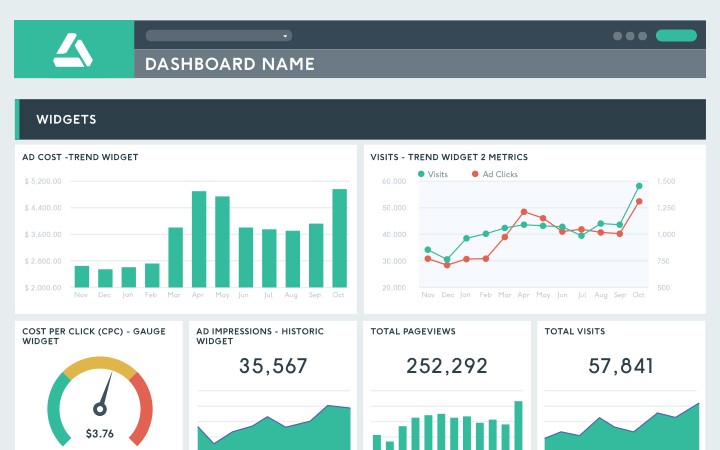 DASHBOARD NAME
WIDGETS
AD COST -TREND WIDGET
$ 5,200.00
$ 4,400.00
$ 3,600.00
$ 2,800.00
$ 2,000.00
Nov Dec Jan Feb Mar Apr May Jun Jul Aug Sep Oct
VISITS - TREND WIDGET 2 METRICS
Visits Ad Clicks
60,000 1,500
50,000 1,250
40,000 1,000
30,000 750
20,000 500
Nov Dec Jan Feb Mar Apr May Jun Jul Aug Sep Oct
COST PER CLICK (CPC) - GAUGE
WIDGET
$3.76
AD IMPRESSIONS - HISTORIC
WIDGET
35,567
TOTAL PAGEVIEWS
252,292
TOTAL VISITS
57,841